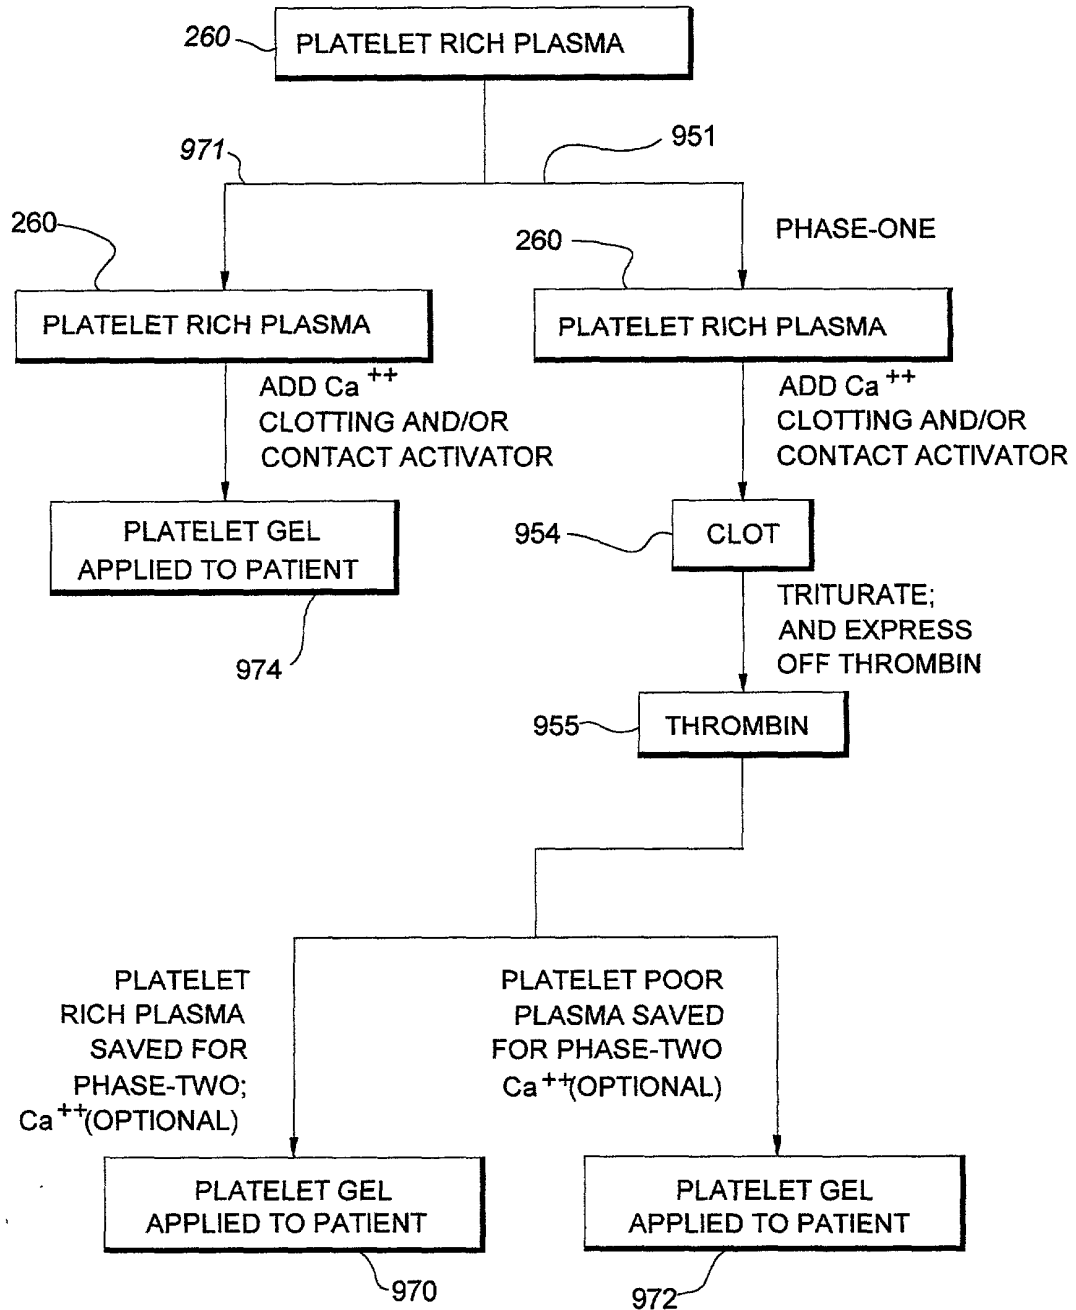 260
PLATELET RICH PLASMA
971
951
260
PHASE-ONE
260
PLATELET RICH PLASMA
PLATELET RICH PLASMA
ADD Ca++
CLOTTING AND/OR
CONTACT ACTIVATOR
ADD Ca++
CLOTTING AND/OR
CONTACT ACTIVATOR
PLATELET GEL
APPLIED TO PATIENT
974
954
CLOT
TRITURATE;
AND EXPRESS
OFF THROMBIN
955
THROMBIN
PLATELET
RICH PLASMA
SAVED FOR
PHASE-TWO;
Ca++(OPTIONAL)
PLATELET POOR
PLASMA SAVED
FOR PHASE-TWO
Ca++(OPTIONAL)
PLATELET GEL
APPLIED TO PATIENT
970
PLATELET GEL
APPLIED TO PATIENT
972